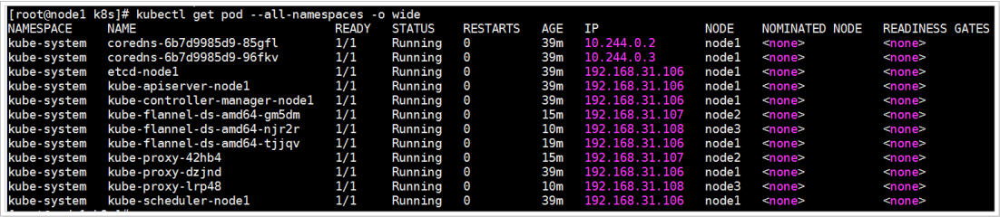 [root@node1 k8s]# kubectl get pod --all-namespaces -o wide
NAMESPACE NAME READY STATUS RESTARTS AGE IP NODE NOMINATED NODE READINESS GATES
kube-system coredns-6b7d9985d9-85gfl 1/1 Running 0 39m 10.244.0.2 node1 <none> <none>
kube-system coredns-6b7d9985d9-96fkv 1/1 Running 0 39m 10.244.0.3 node1 <none> <none>
kube-system etcd-node1 1/1 Running 0 39m 192.168.31.106 node1 <none> <none>
kube-system kube-apiserver-node1 1/1 Running 0 39m 192.168.31.106 node1 <none> <none>
kube-system kube-controller-manager-node1 1/1 Running 0 39m 192.168.31.106 node1 <none> <none>
kube-system kube-flannel-ds-amd64-gm5dm 1/1 Running 0 15m 192.168.31.107 node2 <none> <none>
kube-system kube-flannel-ds-amd64-njr2r 1/1 Running 0 10m 192.168.31.108 node3 <none> <none>
kube-system kube-flannel-ds-amd64-tjjqv 1/1 Running 0 19m 192.168.31.106 node1 <none> <none>
kube-system kube-proxy-42hb4 1/1 Running 0 15m 192.168.31.107 node2 <none> <none>
kube-system kube-proxy-dzjnd 1/1 Running 0 39m 192.168.31.106 node1 <none> <none>
kube-system kube-proxy-lrp48 1/1 Running 0 10m 192.168.31.108 node3 <none> <none>
kube-system kube-scheduler-node1 1/1 Running 0 39m 192.168.31.106 node1 <none> <none>